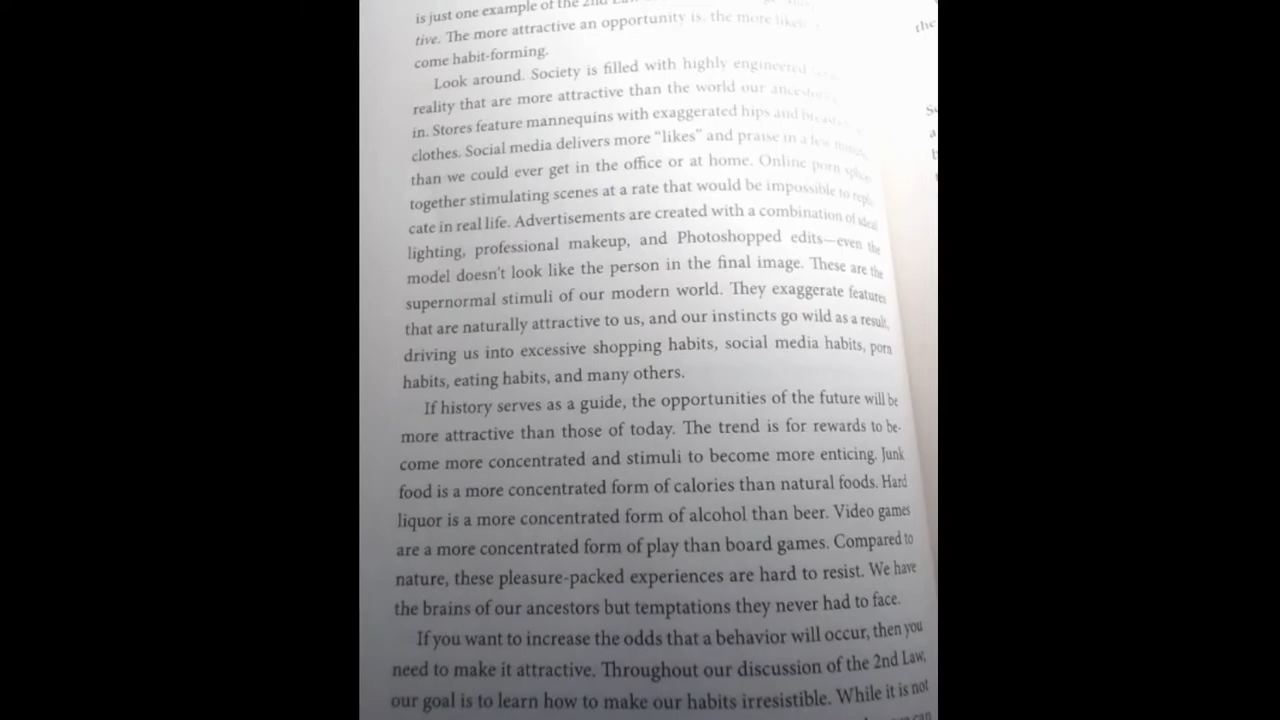 is just one example of the 2nd
tive. The more attractive an opportunity is, the more
come habit-forming.
Look around. Society is filled with highly engineered
reality that are more attractive than the world our ancestors
in. Stores feature mannequins with exaggerated hips and
clothes. Social media delivers more “likes” and praise in a few minutes
than we could ever get in the office or at home. Online porn splices
together stimulating scenes at a rate that would be impossible to repli-
cate in real life. Advertisements are created with a combination of ideal
lighting, professional makeup, and Photoshopped edits—even the
model doesn't look like the person in the final image. These are the
supernormal stimuli of our modern world. They exaggerate features
that are naturally attractive to us, and our instincts go wild as a result,
driving us into excessive shopping habits, social media habits, porn
habits, eating habits, and many others.
If history serves as a guide, the opportunities of the future will be
more attractive than those of today. The trend is for rewards to be-
come more concentrated and stimuli to become more enticing. Junk
food is a more concentrated form of calories than natural foods. Hard
liquor is a more concentrated form of alcohol than beer. Video games
are a more concentrated form of play than board games. Compared to
nature, these pleasure-packed experiences are hard to resist. We have
the brains of our ancestors but temptations they never had to face.
If you want to increase the odds that a behavior will occur, then you
need to make it attractive. Throughout our discussion of the 2nd Law,
our goal is to learn how to make our habits irresistible. While it is not
the